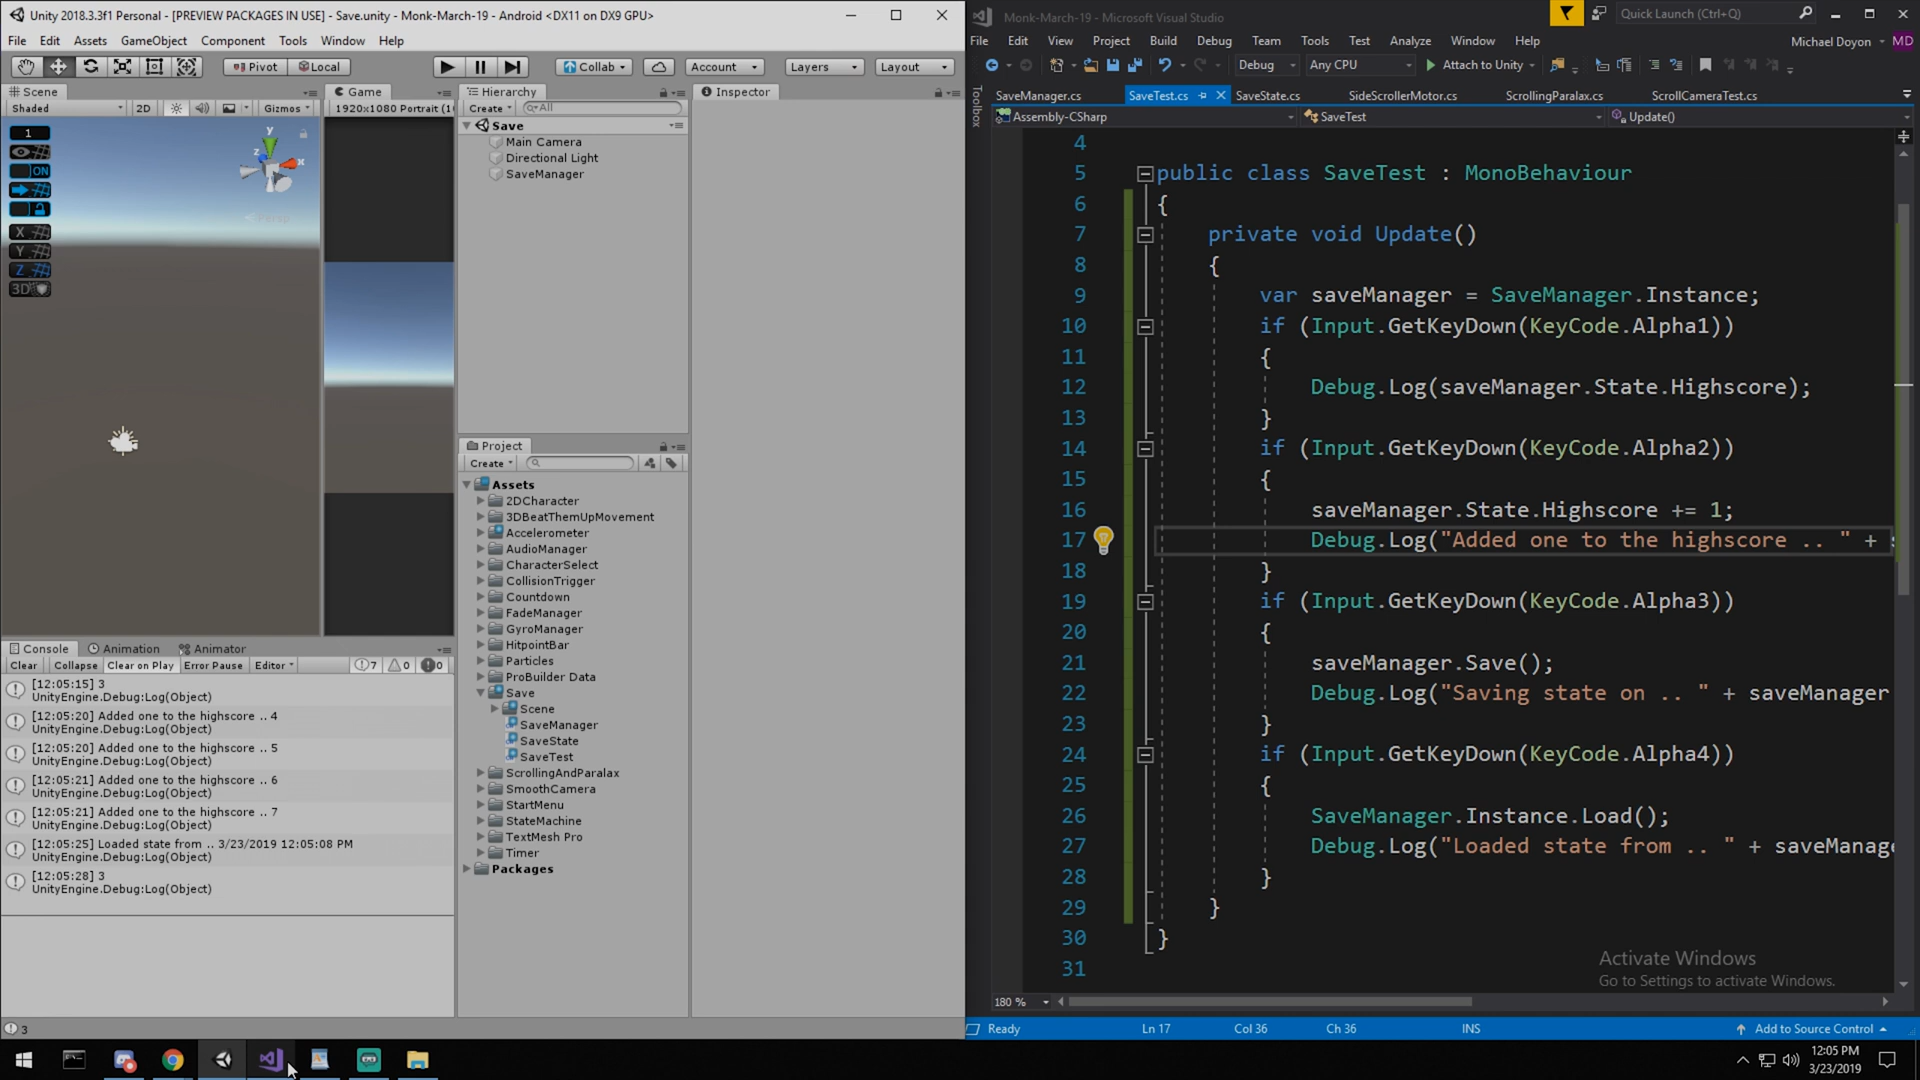 Unity 2018.3.3f1 Personal - [PREVIEW PACKAGES IN USE] - Save.unity - Monk-March-19 - Android <DX11 on DX9 GPU>
File Edit Assets GameObject Component Tools Window Help
Pivot Local Collab Account Layers Layout
Scene
Shaded 2D Gizmos
1
ON
X
Y
Z
3D
y
z
x
Persp
Game
1920x1080 Portrait (1
Hierarchy
Create All
Save
Main Camera
Directional Light
SaveManager
Inspector
Project
Create
Assets
2DCharacter
3DBeatThemUpMovement
Accelerometer
AudioManager
CharacterSelect
CollisionTrigger
Countdown
FadeManager
GyroManager
HitpointBar
Particles
ProBuilder Data
Save
Scene
SaveManager
SaveState
SaveTest
ScrollingAndParalax
SmoothCamera
StartMenu
StateMachine
TextMesh Pro
Timer
Packages
Console Animation Animator
Clear Collapse Clear on Play Error Pause Editor 7 0 0
[12:05:15] 3
UnityEngine.Debug:Log(Object)
[12:05:20] Added one to the highscore .. 4
UnityEngine.Debug:Log(Object)
[12:05:20] Added one to the highscore .. 5
UnityEngine.Debug:Log(Object)
[12:05:21] Added one to the highscore .. 6
UnityEngine.Debug:Log(Object)
[12:05:21] Added one to the highscore .. 7
UnityEngine.Debug:Log(Object)
[12:05:25] Loaded state from .. 3/23/2019 12:05:08 PM
UnityEngine.Debug:Log(Object)
[12:05:28] 3
UnityEngine.Debug:Log(Object)
3
Monk-March-19 - Microsoft Visual Studio
Quick Launch (Ctrl+Q)
File Edit View Project Build Debug Team Tools Test Analyze Window Help
Michael Doyon MD
Debug Any CPU Attach to Unity
Toolbox
SaveManager.cs SaveTest.cs SaveState.cs SideScrollerMotor.cs ScrollingParalax.cs ScrollCameraTest.cs
Assembly-CSharp SaveTest Update()
4
5 public class SaveTest : MonoBehaviour
6 {
7 private void Update()
8 {
9 var saveManager = SaveManager.Instance;
10 if (Input.GetKeyDown(KeyCode.Alpha1))
11 {
12 Debug.Log(saveManager.State.Highscore);
13 }
14 if (Input.GetKeyDown(KeyCode.Alpha2))
15 {
16 saveManager.State.Highscore += 1;
17 Debug.Log("Added one to the highscore .. " +
18 }
19 if (Input.GetKeyDown(KeyCode.Alpha3))
20 {
21 saveManager.Save();
22 Debug.Log("Saving state on .. " + saveManager
23 }
24 if (Input.GetKeyDown(KeyCode.Alpha4))
25 {
26 SaveManager.Instance.Load();
27 Debug.Log("Loaded state from .. " + saveManage
28 }
29 }
30 }
31
Activate Windows
Go to Settings to activate Windows.
180 %
Ready Ln 17 Col 36 Ch 36 INS Add to Source Control
12:05 PM
3/23/2019